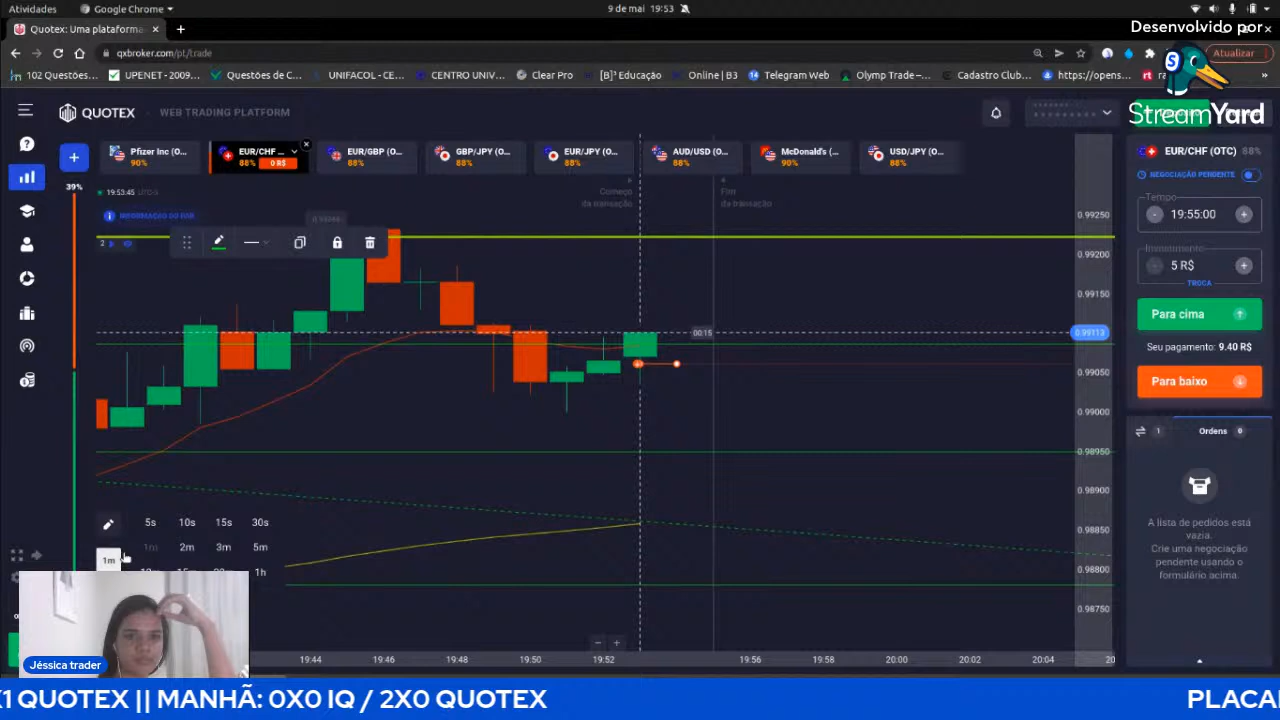 Atividades
Google Chrome
9 de mai 19:53
Quotex: Uma plataforma
Desenvolvido por
qxbroker.com/pt/trade
Atualizar
102 Questões...
UPENET - 2009...
Questões de C...
UNIFACOL - CE...
CENTRO UNIV...
Clear Pro
[B]³ Educação
Online | B3
Telegram Web
Olymp Trade –...
Cadastro Club...
https://opens...
StreamYard
QUOTEX
WEB TRADING PLATFORM
Pfizer Inc (O...
90%
EUR/CHF ...
88%
0 R$
EUR/GBP (O...
88%
GBP/JPY (O...
88%
EUR/JPY (O...
88%
AUD/USD (O...
88%
McDonald's (...
90%
USD/JPY (O...
88%
EUR/CHF (OTC) 88%
39%
19:53:45
Começo
da transação
Fim
da transação
NEGOCIAÇÃO PENDENTE
Tempo
- 19:55:00 +
Investimento
- 5 R$ +
TROCA
Para cima
Seu pagamento: 9.40 R$
Para baixo
1
Ordens 0
A lista de pedidos está
vazia.
Crie uma negociação
pendente usando o
formulário acima.
0.99250
0.99200
0.99150
0.99113
0.99050
0.99000
0.98950
0.98900
0.98850
0.98800
0.98750
00:15
2
5s 10s 15s 30s
1m 2m 3m 5m
1m
1h
19:44 19:46 19:48 19:50 19:52 19:56 19:58 20:00 20:02 20:04 20
Jéssica trader
X1 QUOTEX || MANHÃ: 0X0 IQ / 2X0 QUOTEX